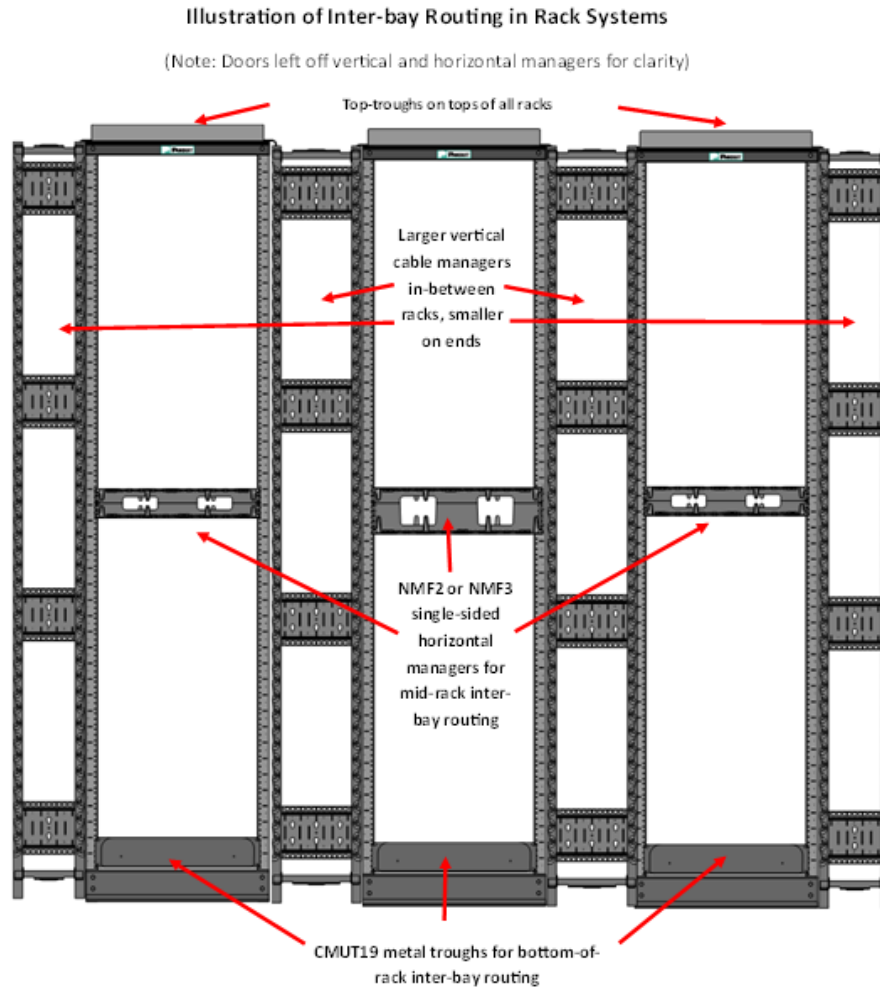 Illustration of Inter-bay Routing in Rack Systems
(Note: Doors left off vertical and horizontal managers for clarity)
Top-troughs on tops of all racks
Larger vertical
cable managers
in-between
racks, smaller
on ends
NMF2 or NMF3
single-sided
horizontal
managers for
mid-rack inter-
bay routing
CMUT19 metal troughs for bottom-of-
rack inter-bay routing